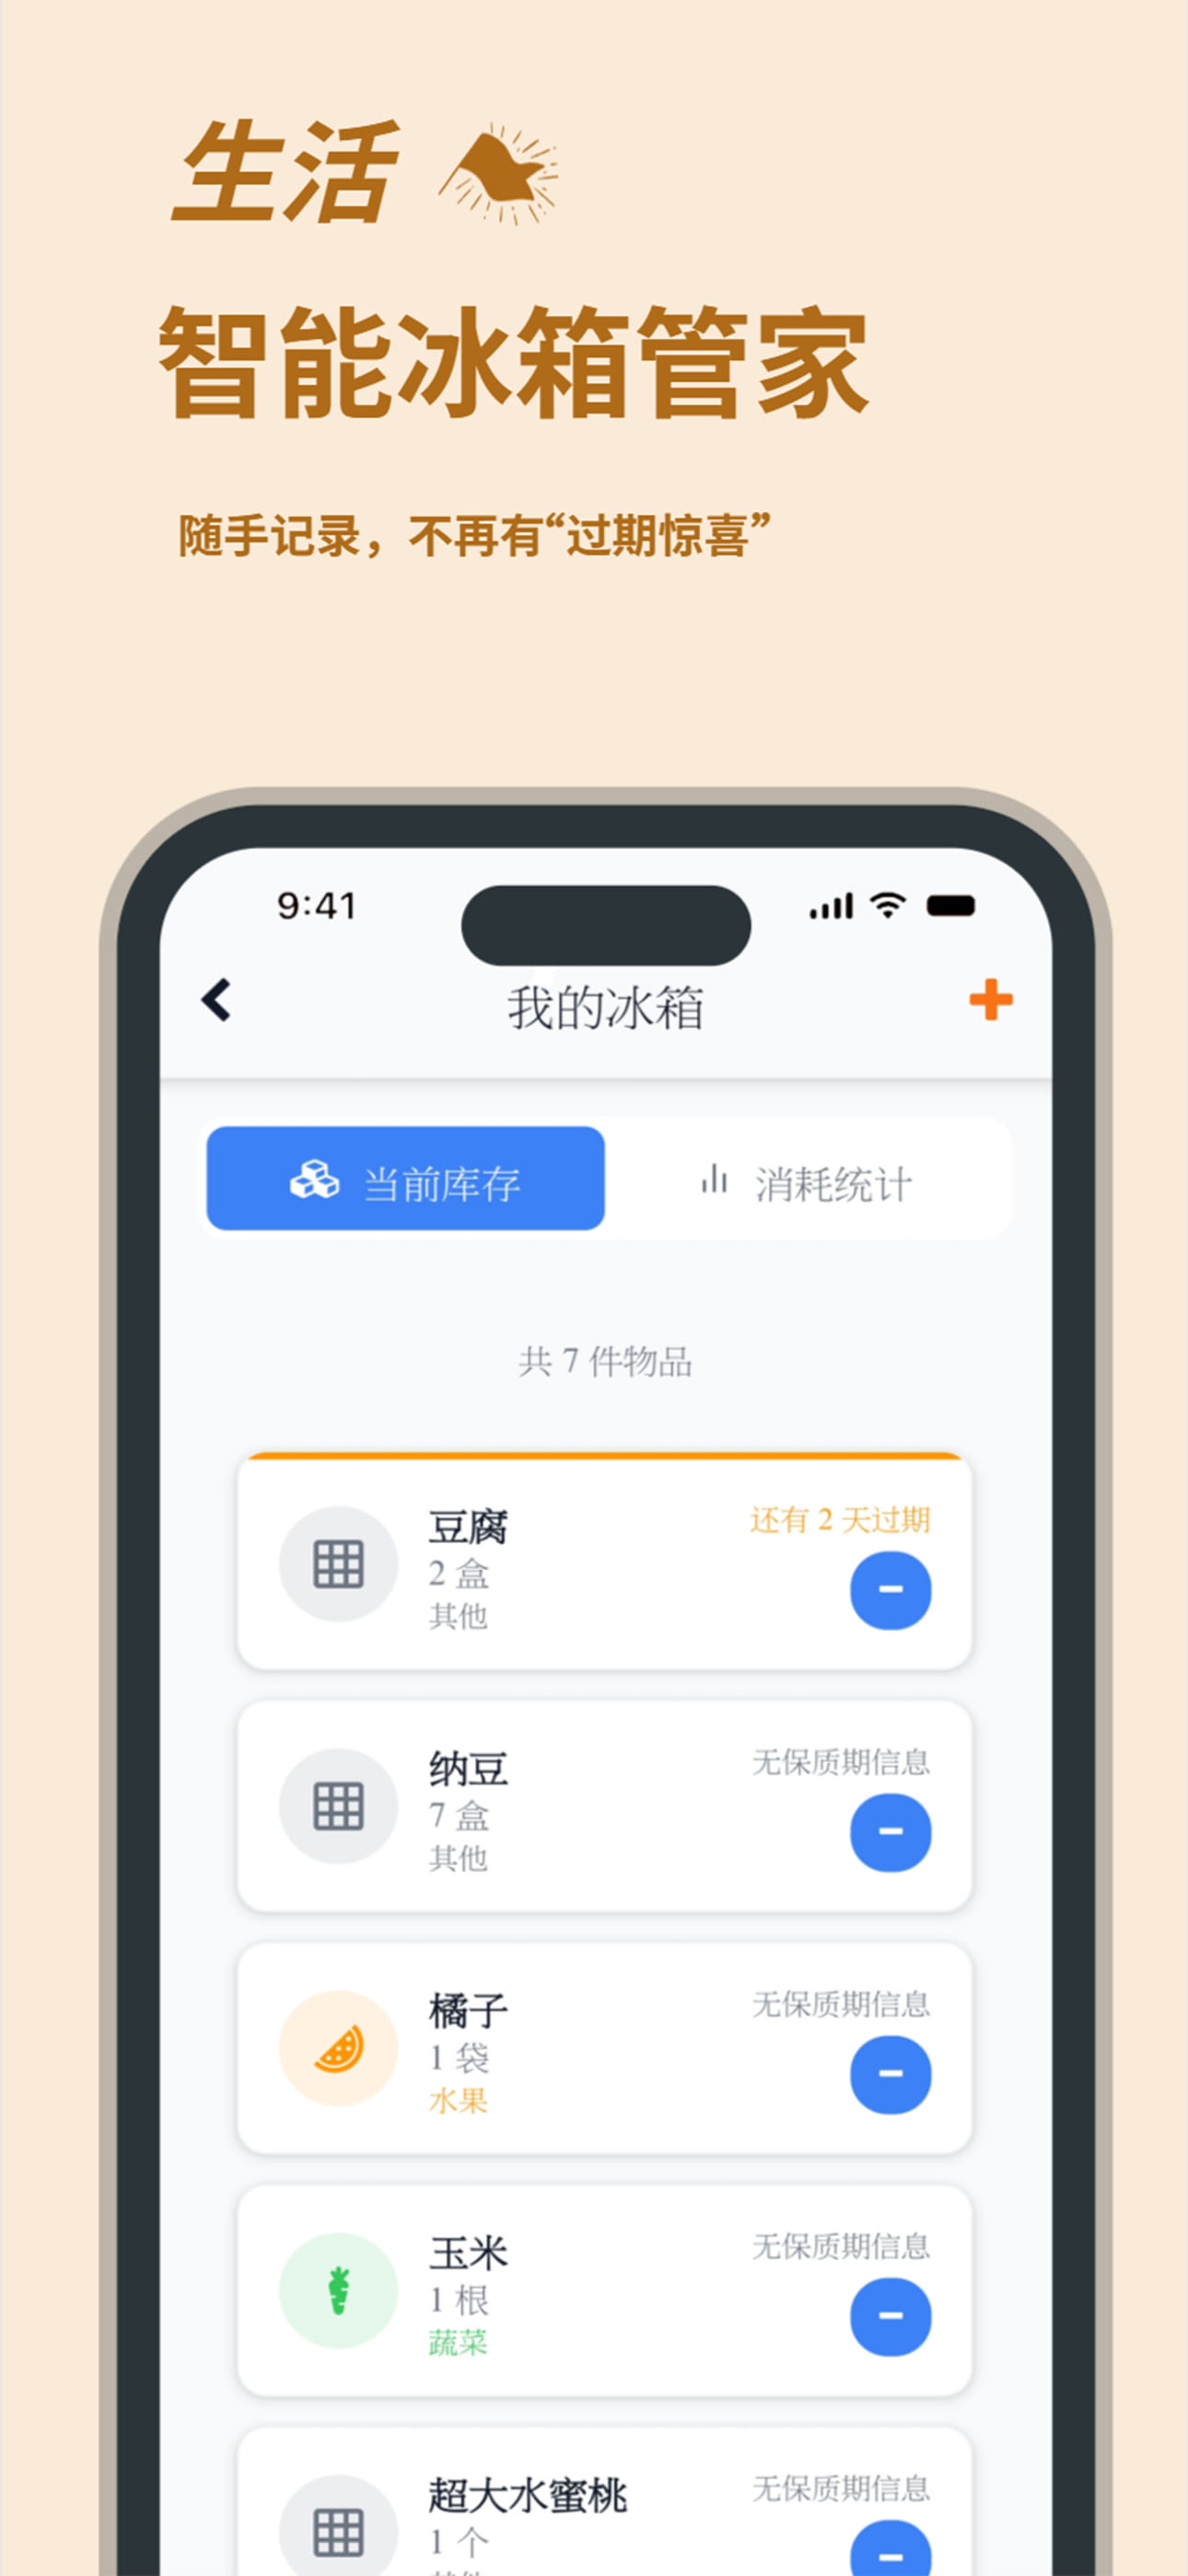 生活
智能冰箱管家
随手记录，不再有“过期惊喜”
9:41
我的冰箱
当前库存
消耗统计
共 7 件物品
豆腐
还有 2 天过期
2 盒
其他
纳豆
无保质期信息
7 盒
其他
橘子
无保质期信息
1 袋
水果
玉米
无保质期信息
1 根
蔬菜
超大水蜜桃
无保质期信息
1 个